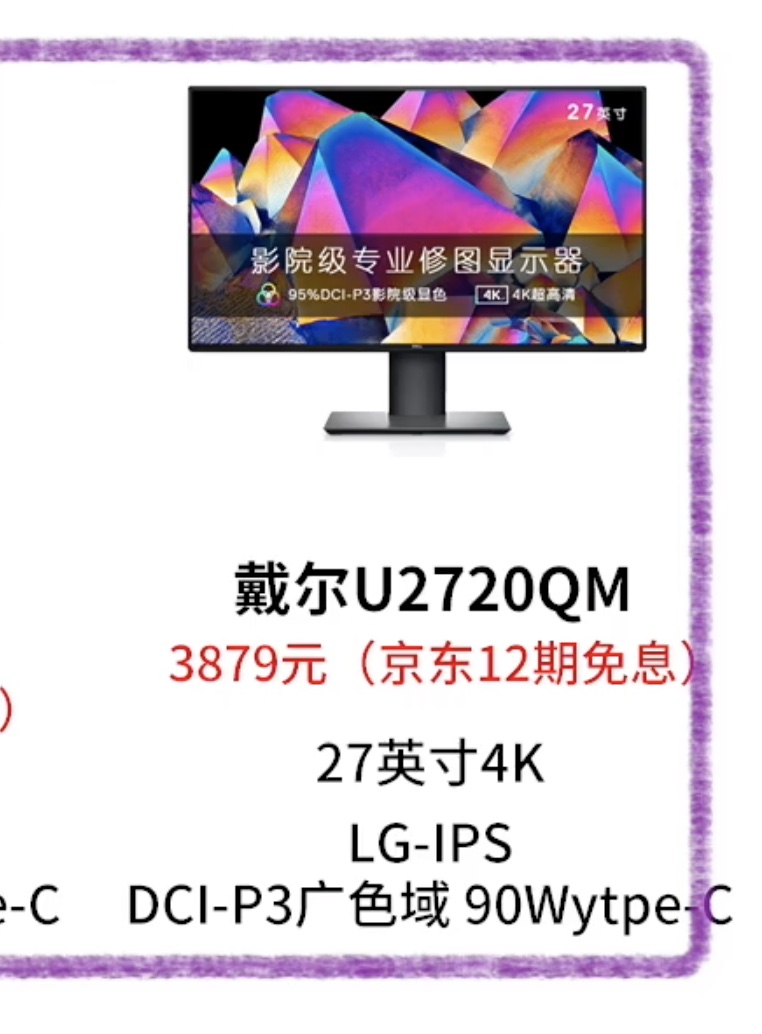 27英寸
影院级专业修图显示器
95%DCI-P3影院级显色 4K 4K超高清
戴尔U2720QM
3879元（京东12期免息）
）
27英寸4K
LG-IPS
e-C DCI-P3广色域 90Wytpe-C